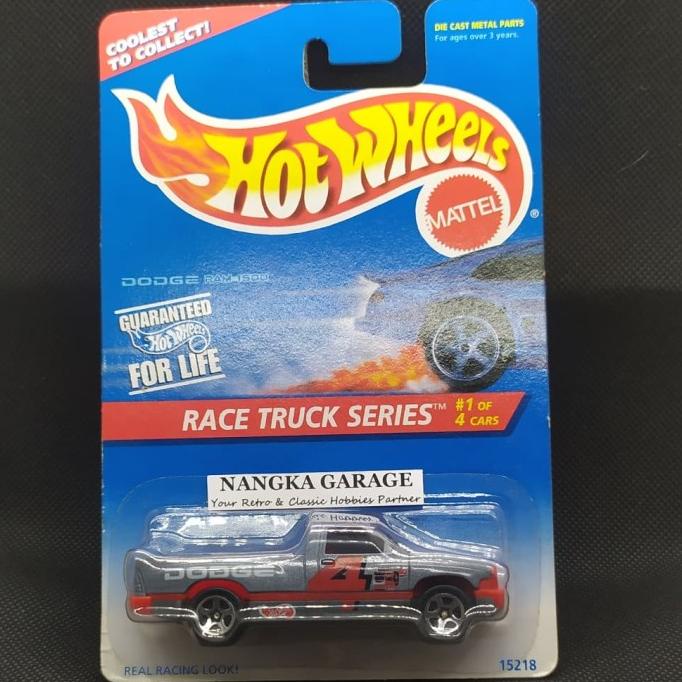 COOLEST
TO COLLECT!
DIE CAST METAL PARTS
For ages over 3 years.
HOT WHEELS
MATTEL
®
DODGE RAM 1500
GUARANTEED
Hot Wheels
FOR LIFE
RACE TRUCK SERIES™ #1 OF
4 CARS
NANGKA GARAGE
Your Retro & Classic Hobbies Partner
DODGE
4
REAL RACING LOOK!
15218